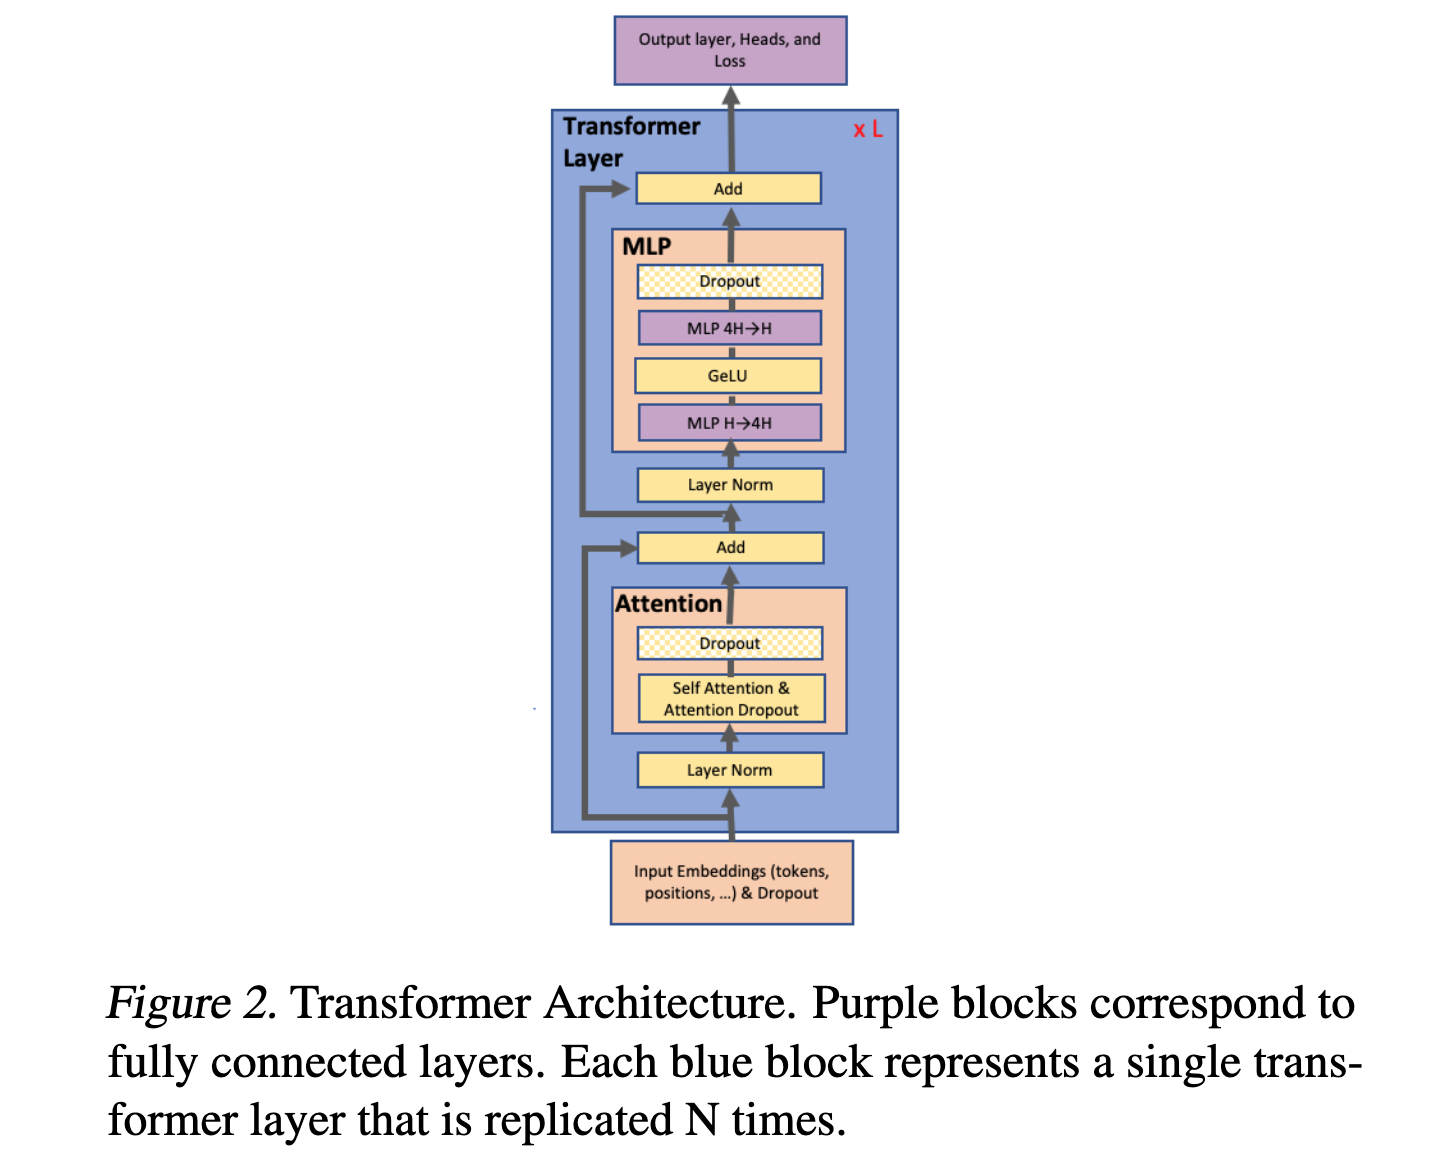 Output layer, Heads, and
Loss
Transformer
Layer
x L
Add
MLP
Dropout
MLP 4H→H
GeLU
MLP H→4H
Layer Norm
Add
Attention
Dropout
Self Attention &
Attention Dropout
Layer Norm
Input Embeddings (tokens,
positions, ...) & Dropout
Figure 2. Transformer Architecture. Purple blocks correspond to
fully connected layers. Each blue block represents a single trans-
former layer that is replicated N times.